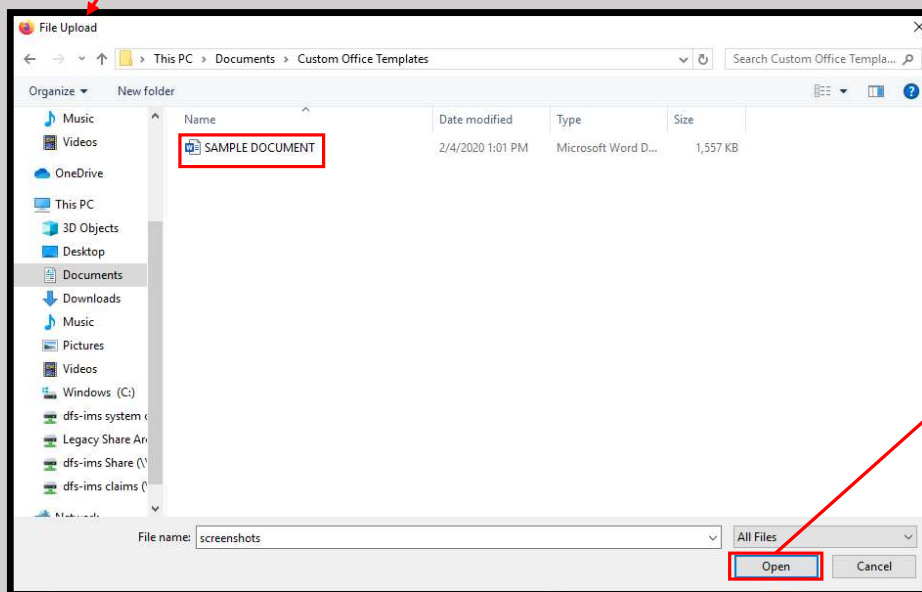 File Upload
This PC > Documents > Custom Office Templates
Search Custom Office Templa...
Organize
New folder
Name
Date modified
Type
Size
SAMPLE DOCUMENT
2/4/2020 1:01 PM
Microsoft Word D...
1,557 KB
Music
Videos
OneDrive
This PC
3D Objects
Desktop
Documents
Downloads
Music
Pictures
Videos
Windows (C:)
dfs-ims system
Legacy Share
dfs-ims Share (\\
dfs-ims claims (
File name:
screenshots
All Files
Open
Cancel